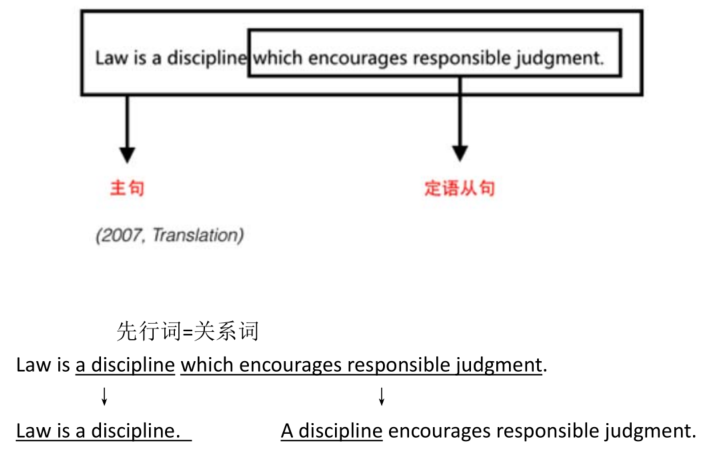 Law is a discipline which encourages responsible judgment.
主句 定语从句
(2007, Translation)
先行词=关系词
Law is a discipline which encourages responsible judgment.
↓ ↓
Law is a discipline. A discipline encourages responsible judgment.